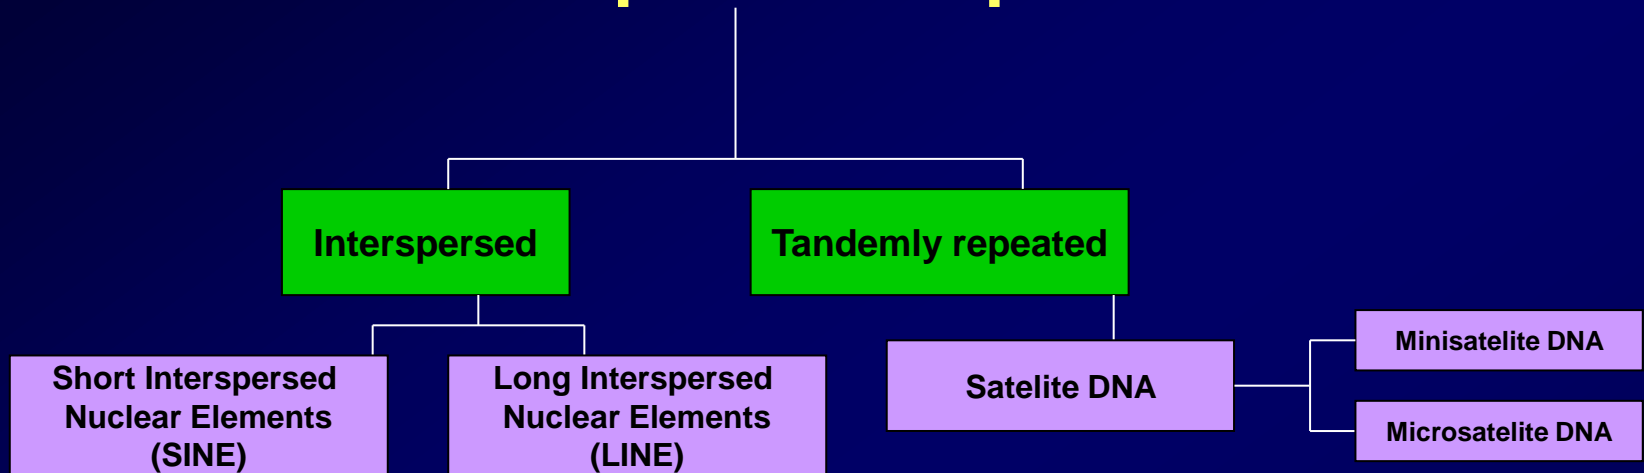 Interspersed
Tandemly repeated
Short Interspersed
Nuclear Elements
(SINE)
Long Interspersed
Nuclear Elements
(LINE)
Satelite DNA
Minisatelite DNA
Microsatelite DNA